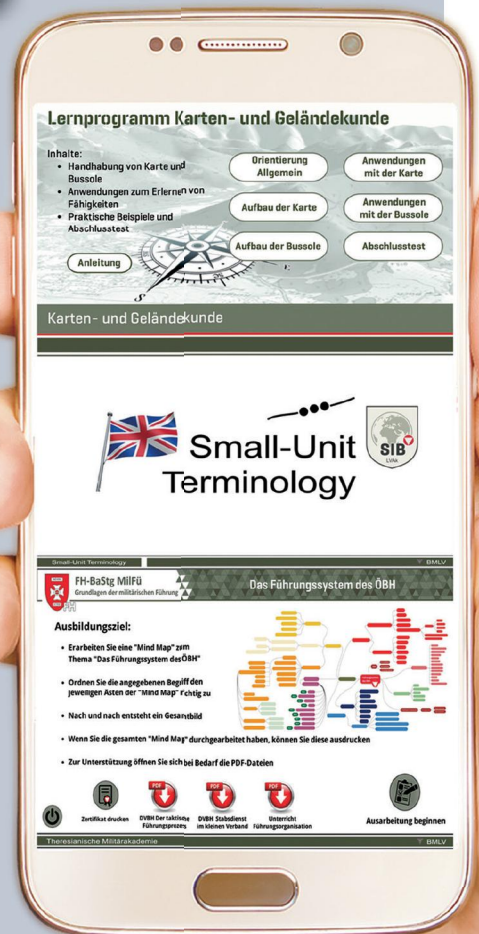 Lernprogramm Karten- und Geländekunde
Inhalte:
• Handhabung von Karte und
Bussole
• Anwendungen zum Erlernen von
Fähigkeiten
• Praktische Beispiele und
Abschlusstest
Anleitung
Orientierung
Allgemein
Anwendungen
mit der Karte
Aufbau der Karte
Anwendungen
mit der Bussole
Aufbau der Bussole
Abschlusstest
S
Karten- und Geländekunde
Small-Unit
Terminology
SIB
LVAk
Small-Unit Terminology
BMLV
FH-BaStg MilFü
Grundlagen der militärischen Führung
FH
Das Führungssystem des ÖBH
Ausbildungsziel:
• Erarbeiten Sie eine "Mind Map" zum
Thema "Das Führungssystem des ÖBH"
• Ordnen Sie die angegebenen Begriff den
jeweiligen Ästen der "Mind Map" richtig zu
• Nach und nach entsteht ein Gesamtbild
• Wenn Sie die gesamten "Mind Map" durchgearbeitet haben, können Sie diese ausdrucken
• Zur Unterstützung öffnen Sie sich bei Bedarf die PDF-Dateien
Zertifikat drucken
PDF
DVBH Der taktische
Führungsprozess
PDF
DVBH Stabsdienst
im kleinen Verband
PDF
Unterricht
Führungsorganisation
Ausarbeitung beginnen
Theresianische Militärakademie
BMLV